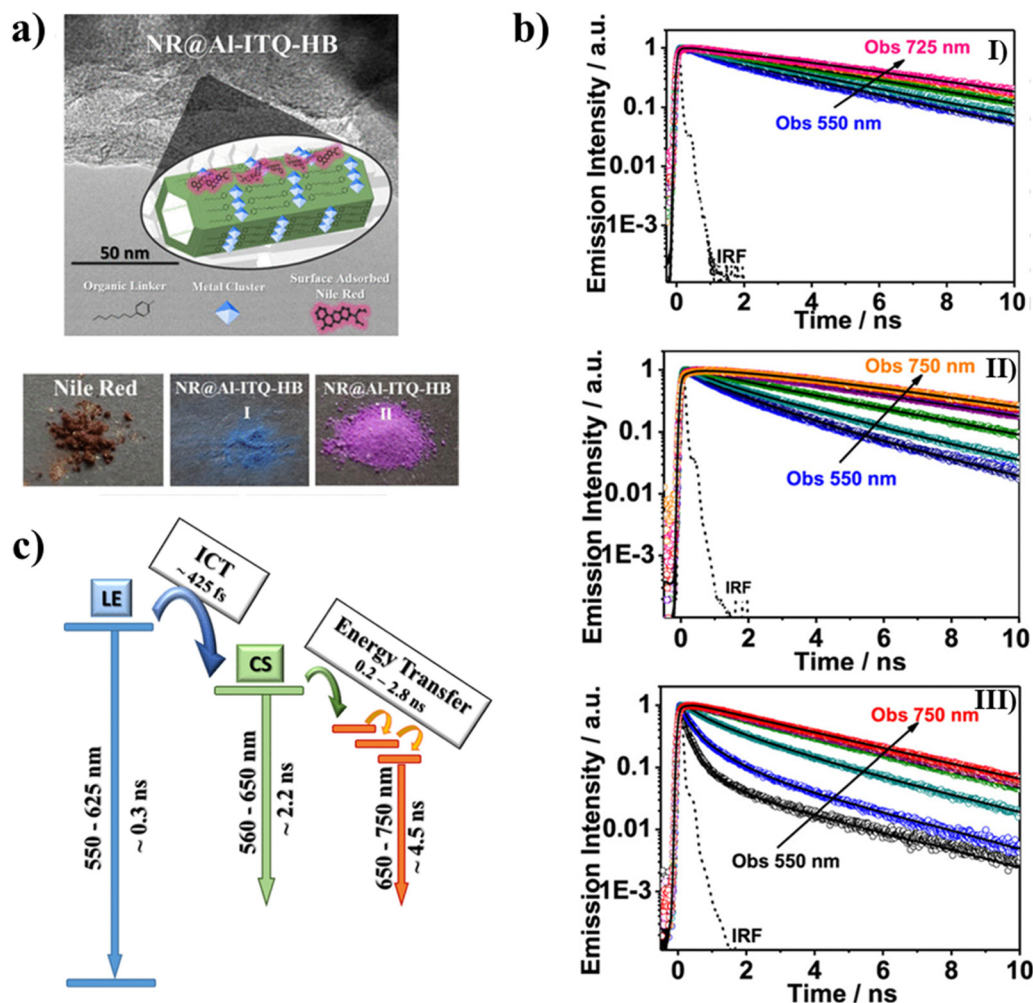 a)
NR@Al-ITQ-HB
50 nm
Organic Linker
Metal Cluster
Surface Adsorbed
Nile Red
Nile Red
NR@Al-ITQ-HB
I
NR@Al-ITQ-HB
II
c)
LE
ICT
~ 425 fs
CS
Energy Transfer
0.2 – 2.8 ns
550 - 625 nm
~ 0.3 ns
560 - 650 nm
~ 2.2 ns
650 - 750 nm
~ 4.5 ns
b)
I)
Obs 725 nm
Obs 550 nm
IRF
Emission Intensity / a.u.
1
0.1
0.01
1E-3
0 2 4 6 8 10
Time / ns
II)
Obs 750 nm
Obs 550 nm
IRF
Emission Intensity / a.u.
1
0.1
0.01
1E-3
0 2 4 6 8 10
Time / ns
III)
Obs 750 nm
Obs 550 nm
IRF
Emission Intensity / a.u.
1
0.1
0.01
1E-3
0 2 4 6 8 10
Time / ns